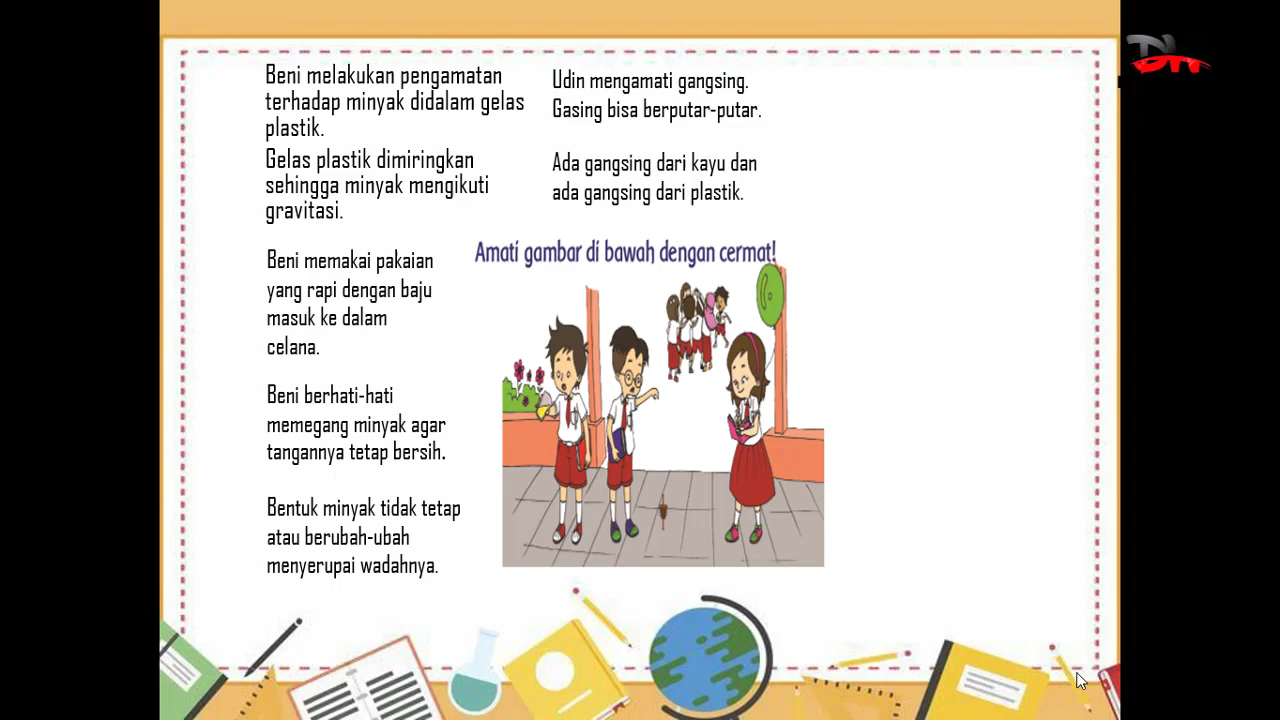 Beni melakukan pengamatan
terhadap minyak didalam gelas
plastik.
Gelas plastik dimiringkan
sehingga minyak mengikuti
gravitasi.
Beni memakai pakaian
yang rapi dengan baju
masuk ke dalam
celana.
Beni berhati-hati
memegang minyak agar
tangannya tetap bersih.
Bentuk minyak tidak tetap
atau berubah-ubah
menyerupai wadahnya.
Udin mengamati gangsing.
Gasing bisa berputar-putar.
Ada gangsing dari kayu dan
ada gangsing dari plastik.
Amati gambar di bawah dengan cermat!